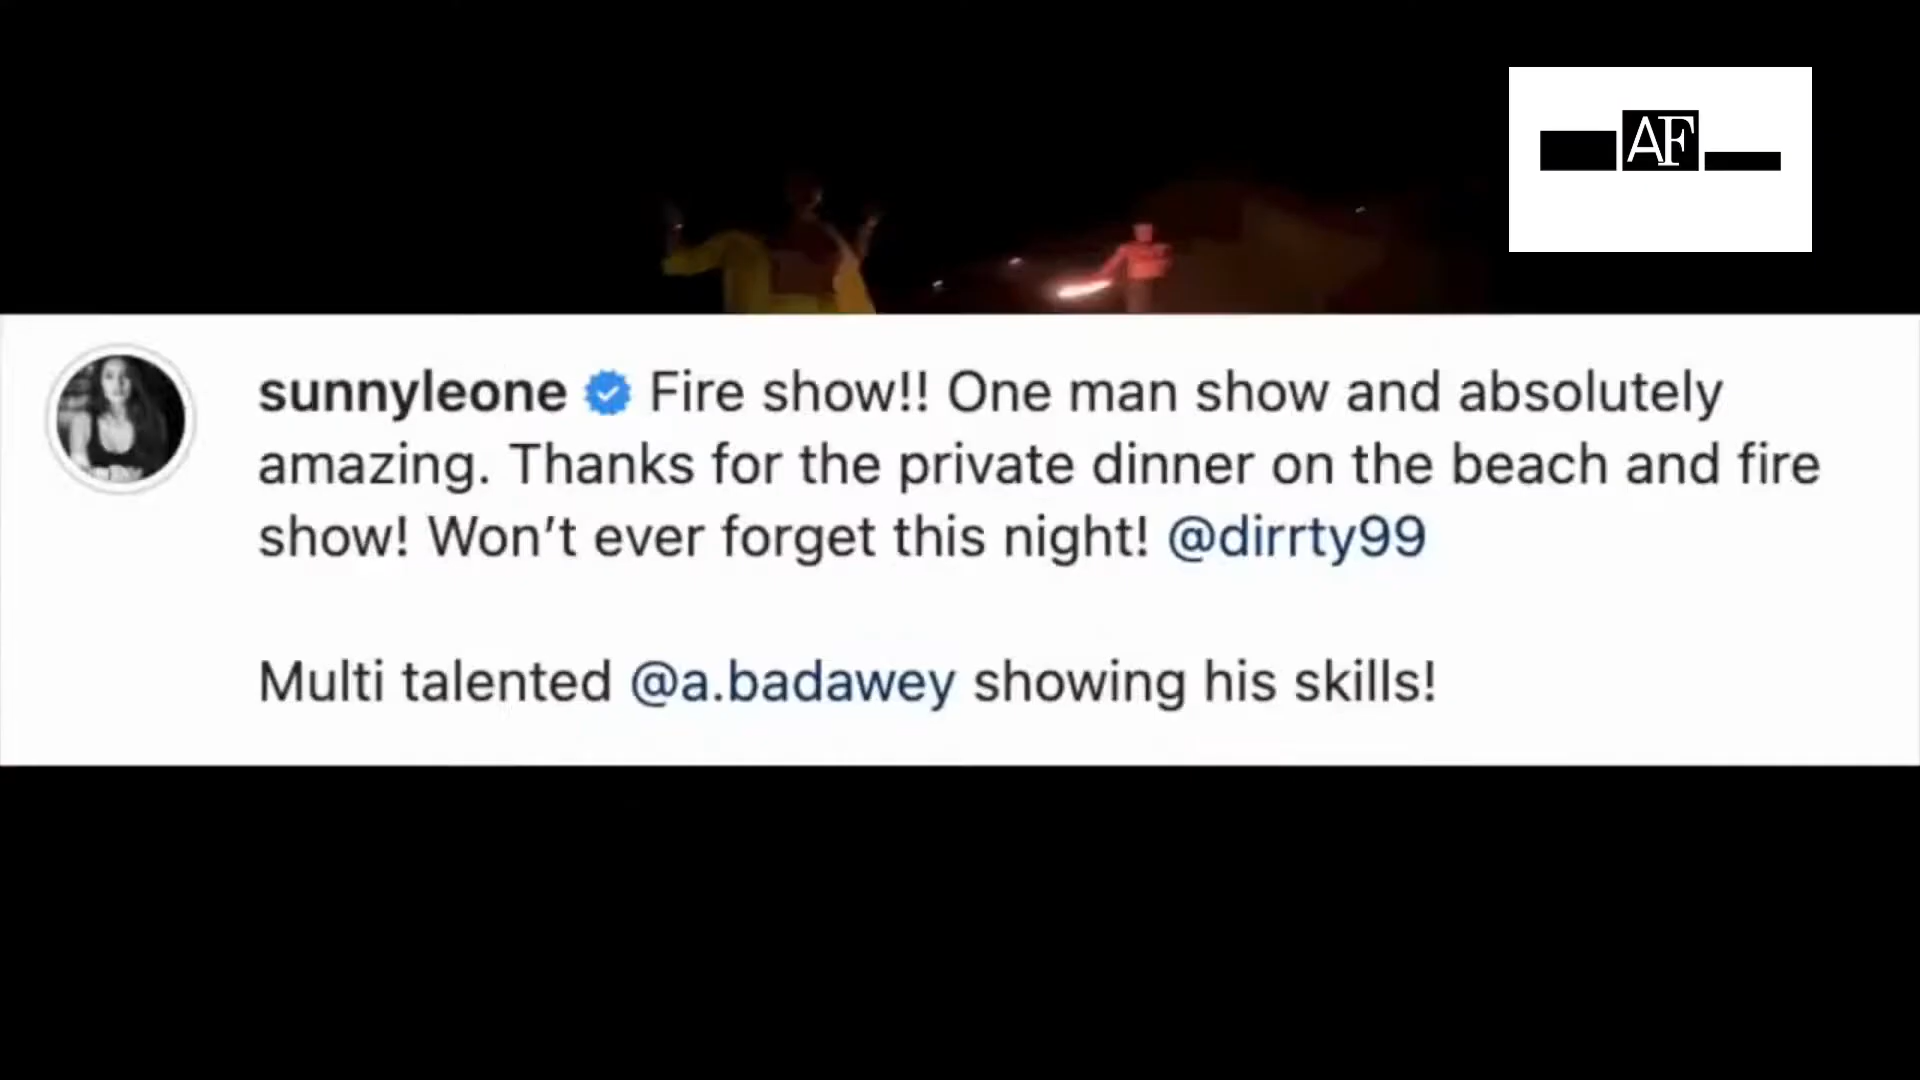 AF
sunnyleone Fire show!! One man show and absolutely
amazing. Thanks for the private dinner on the beach and fire
show! Won’t ever forget this night! @dirrty99
Multi talented @a.badawey showing his skills!